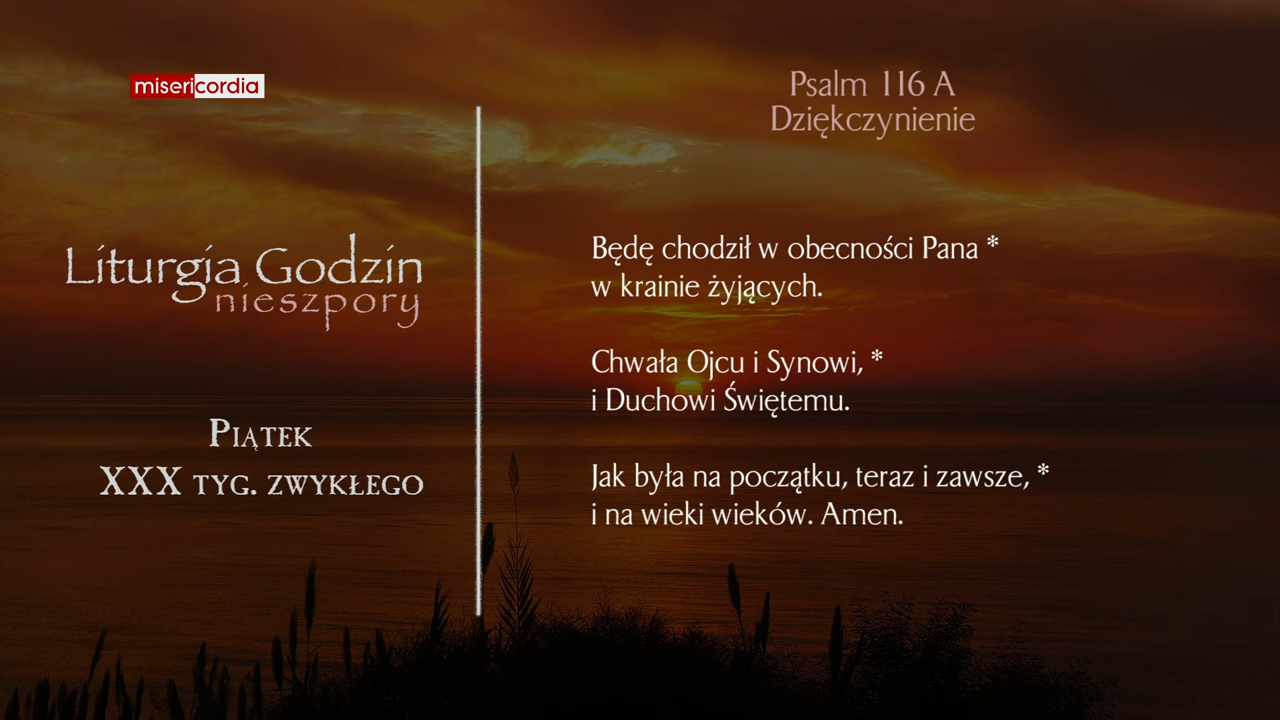 misericordia
Liturgia Godzin
nieszpory
Piątek
XXX tyg. zwykłego
Psalm 116 A
Dziękczynienie
Będę chodził w obecności Pana *
w krainie żyjących.
Chwała Ojcu i Synowi, *
i Duchowi Świętemu.
Jak była na początku, teraz i zawsze, *
i na wieki wieków. Amen.